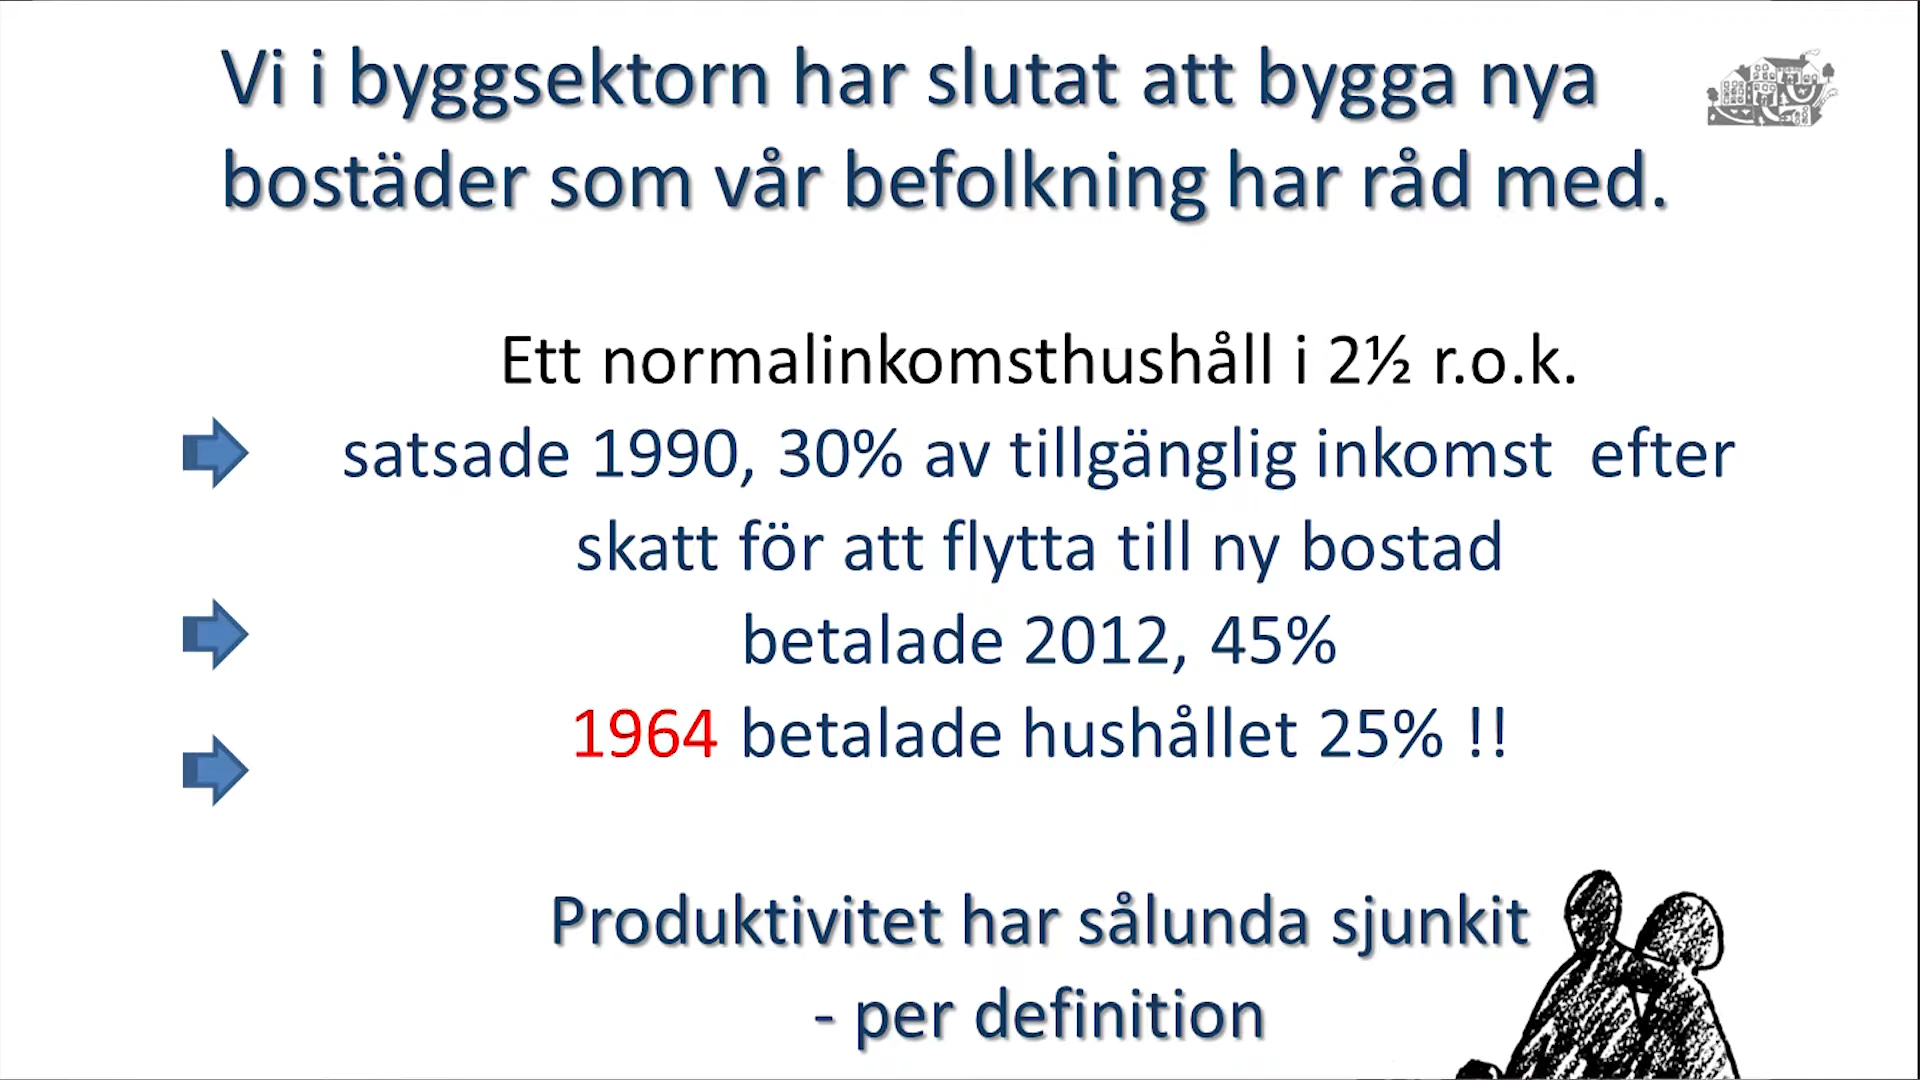 Vi i byggsektorn har slutat att bygga nya
bostäder som vår befolkning har råd med.
Ett normalinkomsthushåll i 2½ r.o.k.
satsade 1990, 30% av tillgänglig inkomst efter
skatt för att flytta till ny bostad
betalade 2012, 45%
1964 betalade hushållet 25% !!
Produktivitet har sålunda sjunkit
- per definition